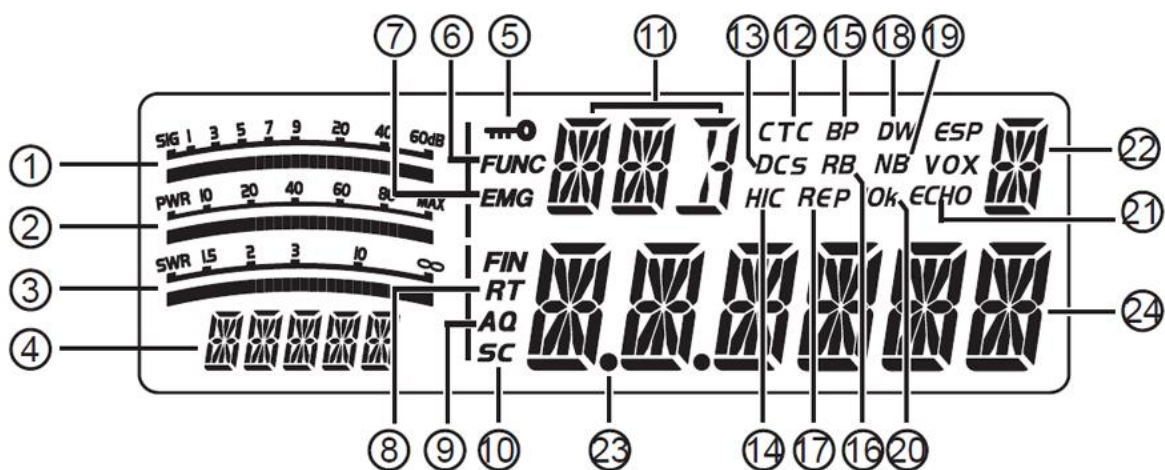 ⑦ ⑥ ⑤ ⑪ ⑬ ⑫ ⑮ ⑱ ⑲
SIG 1 3 5 7 9 20 40 60dB
CTC BP DW ESP
① FUNC DCS RB NB VOX ㉒
PWR 10 20 40 60 80 MAX
EMG HIC REP Ok ECHO
② ㉑
SWR 1.5 2 3 10 ∞
FIN
③ RT ㉔
AQ
④ SC
⑧ ⑨ ⑩ ㉓ ⑭ ⑰ ⑯ ⑳